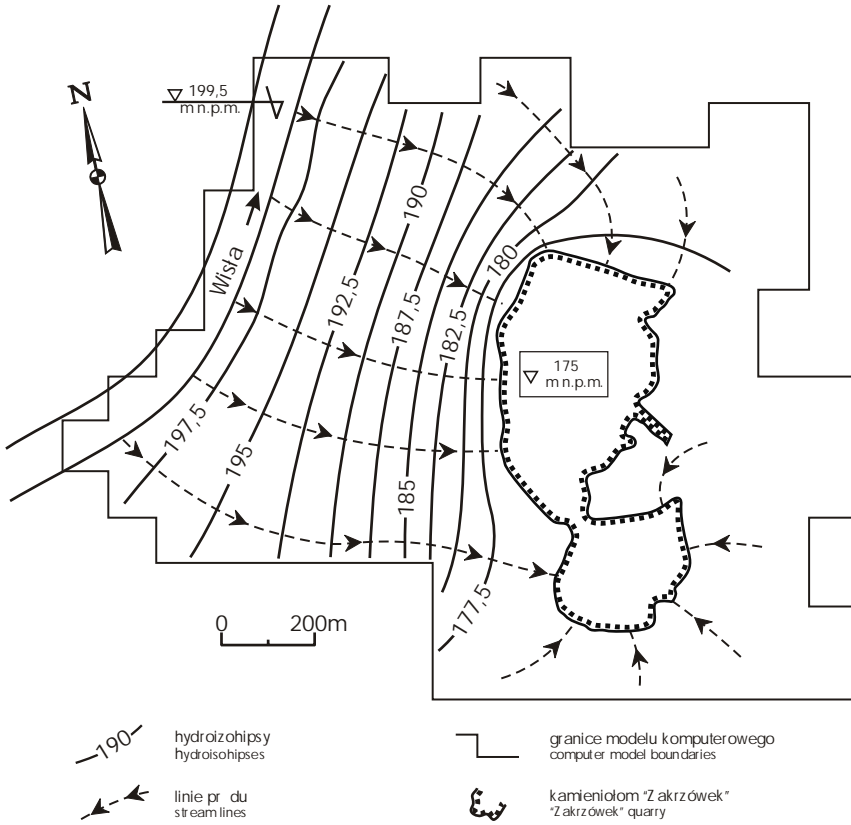 N
199,5
m n.p.m.
Wisła
190
192,5
187,5
182,5
180
175
m n.p.m.
197,5
195
185
177,5
0 200m
190
hydroizohipsy
hydroisohipses
linie pr du
stream lines
granice modelu komputerowego
computer model boundaries
kamieniołom "Zakrzówek"
"Zakrzówek" quarry